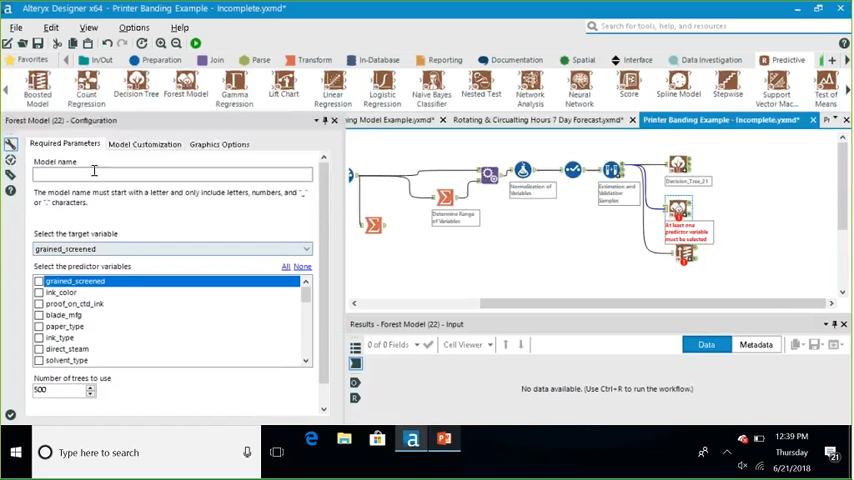 Alteryx Designer x64 - Printer Banding Example - Incomplete.yxmd*
File Edit View Options Help
Search for tools, help, and resources
Favorites In/Out Preparation Join Parse Transform In-Database Reporting Documentation Spatial Interface Data Investigation Predictive
Boosted Model
Count Regression
Decision Tree
Forest Model
Gamma Regression
Lift Chart
Linear Regression
Logistic Regression
Naive Bayes Classifier
Nested Test
Network Analysis
Neural Network
Score
Spline Model
Stepwise
Support Vector Mac...
Test of Means
Forest Model (22) - Configuration
ing Model Example.yxmd*
Rotating & Circualting Hours 7 Day Forecast.yxmd*
Printer Banding Example - Incomplete.yxmd*
Required Parameters Model Customization Graphics Options
Model name
The model name must start with a letter and only include letters, numbers, and "_"
or "." characters.
Select the target variable
grained_screened
Select the predictor variables All None
grained_screened
ink_color
proof_on_ctd_ink
blade_mfg
paper_type
ink_type
direct_steam
solvent_type
Number of trees to use
500
Determine Range
of Variables
Normalization of
Variables
Estimation and
Validation
Samples
Decision_Tree_21
At least one
predictor variable
must be selected
Results - Forest Model (22) - Input
0 of 0 Fields Cell Viewer Data Metadata
No data available. (Use Ctrl+R to run the workflow.)
Type here to search
12:39 PM
Thursday
6/21/2018
21